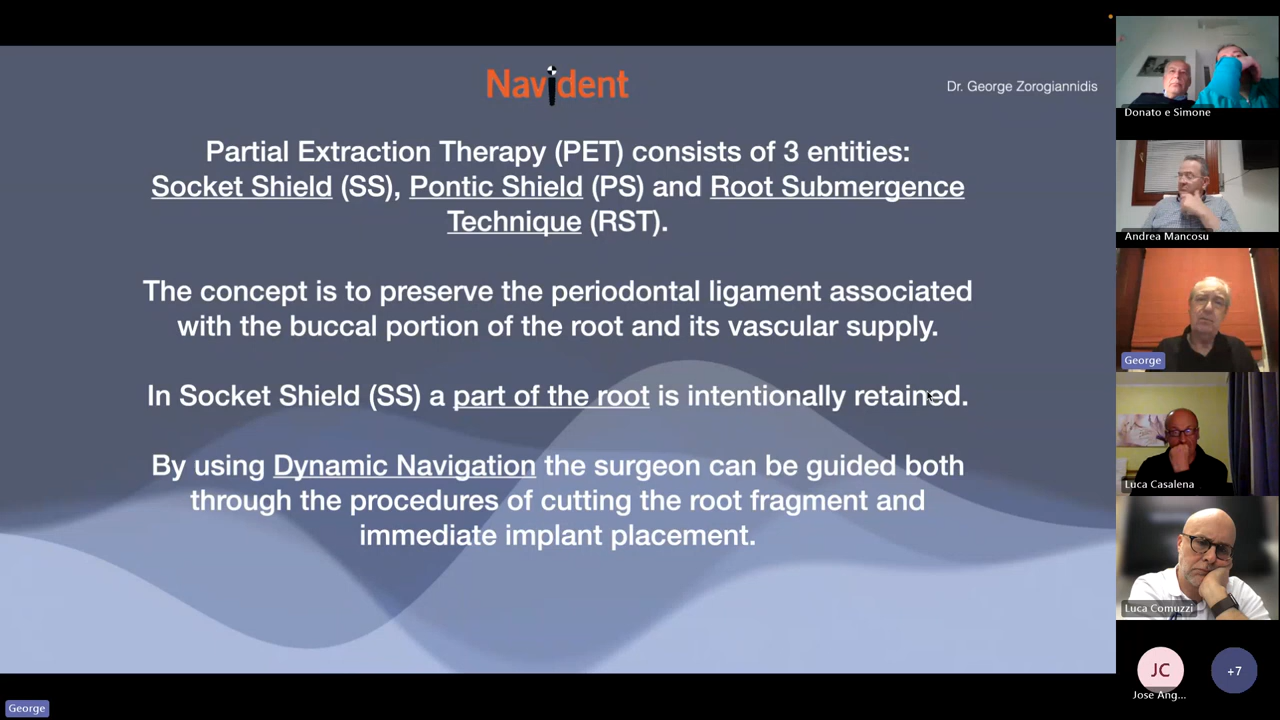 Navident
Dr. George Zorogiannidis
Partial Extraction Therapy (PET) consists of 3 entities:
Socket Shield (SS), Pontic Shield (PS) and Root Submergence
Technique (RST).
The concept is to preserve the periodontal ligament associated
with the buccal portion of the root and its vascular supply.
In Socket Shield (SS) a part of the root is intentionally retained.
By using Dynamic Navigation the surgeon can be guided both
through the procedures of cutting the root fragment and
immediate implant placement.
George
Donato e Simone
Andrea Mancosu
George
Luca Casalena
Luca Comuzzi
JC
Jose Ang...
+7